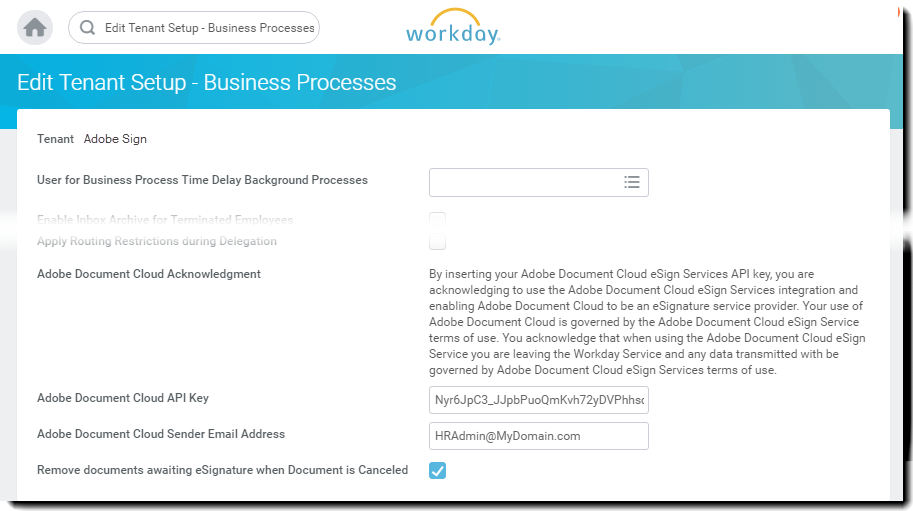 Edit Tenant Setup - Business Processes
workday.
Edit Tenant Setup - Business Processes
Tenant Adobe Sign
User for Business Process Time Delay Background Processes
Enable Inbox Archive for Terminated Employees
Apply Routing Restrictions during Delegation
Adobe Document Cloud Acknowledgment
By inserting your Adobe Document Cloud eSign Services API key, you are
acknowledging to use the Adobe Document Cloud eSign Services integration and
enabling Adobe Document Cloud to be an eSignature service provider. Your use of
Adobe Document Cloud is governed by the Adobe Document Cloud eSign Service
terms of use. You acknowledge that when using the Adobe Document Cloud eSign
Service you are leaving the Workday Service and any data transmitted with be
governed by Adobe Document Cloud eSign Services terms of use.
Adobe Document Cloud API Key Nyr6JpC3_JJpbPuoQmKvh72yDVPhhsc
Adobe Document Cloud Sender Email Address HRAdmin@MyDomain.com
Remove documents awaiting eSignature when Document is Canceled